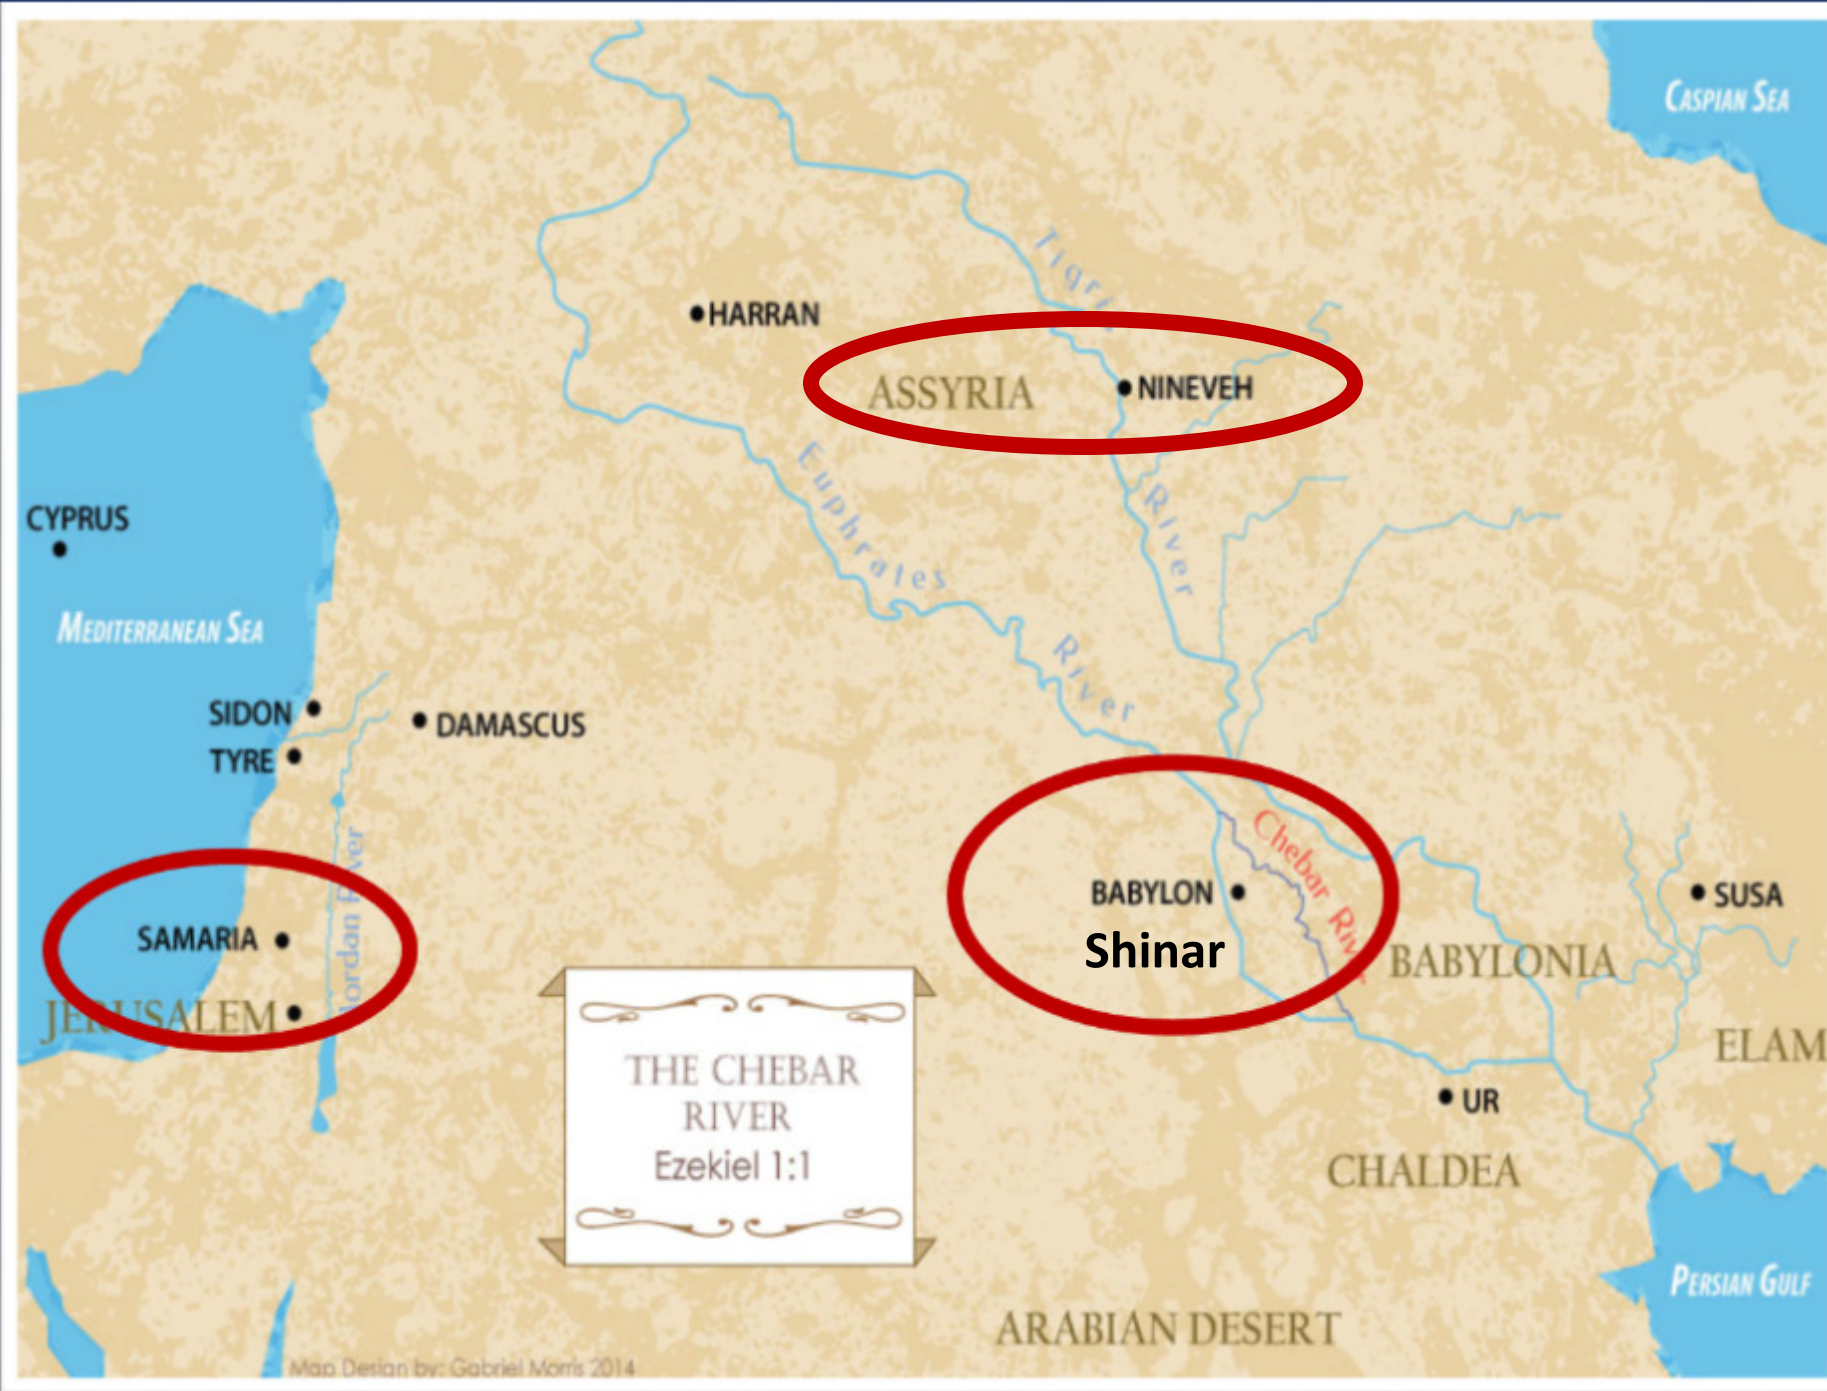 CASPIAN SEA
Tigris
River
HARRAN
ASSYRIA
NINEVEH
Euphrates
River
CYPRUS
MEDITERRANEAN SEA
SIDON
TYRE
DAMASCUS
Jordan River
SAMARIA
JERUSALEM
Chebar River
BABYLON
Shinar
BABYLONIA
SUSA
ELAM
UR
CHALDEA
THE CHEBAR
RIVER
Ezekiel 1:1
PERSIAN GULF
ARABIAN DESERT
Map Design by: Gabriel Morris 2014